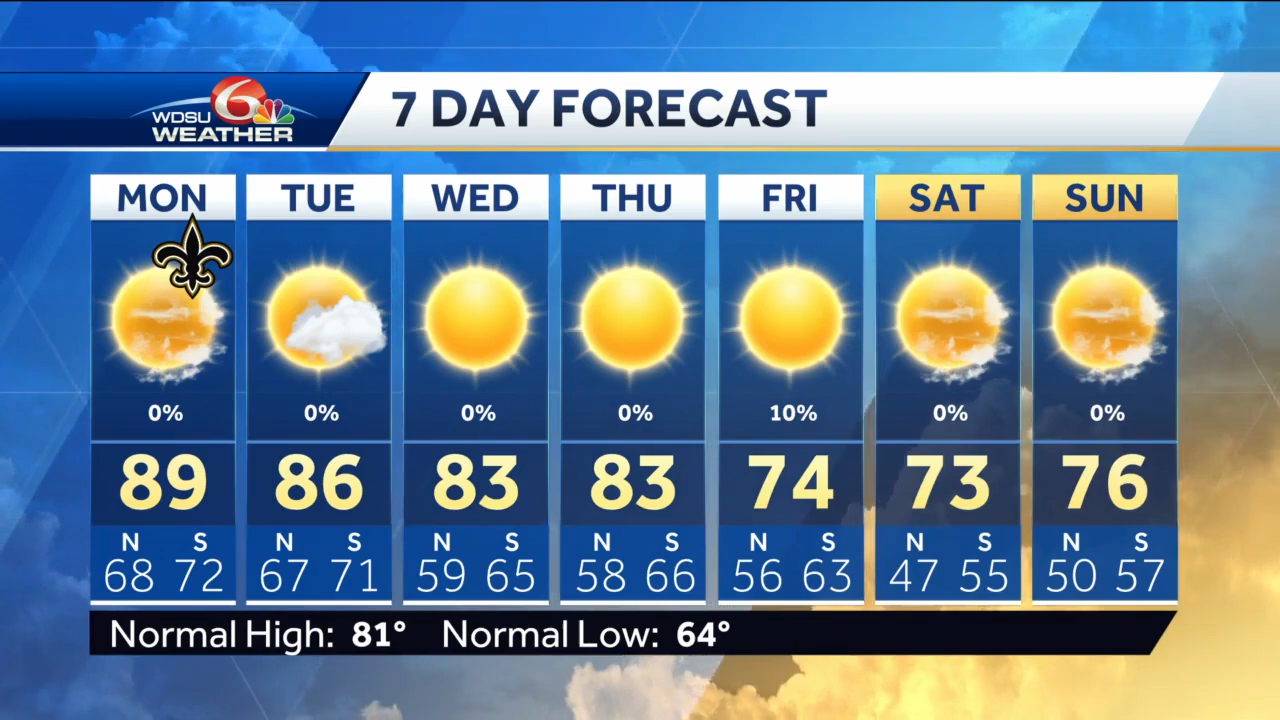 WDSU 6
WEATHER
7 DAY FORECAST
MON TUE WED THU FRI SAT SUN
0% 0% 0% 0% 10% 0% 0%
89 86 83 83 74 73 76
N S N S N S N S N S N S N S
68 72 67 71 59 65 58 66 56 63 47 55 50 57
Normal High: 81° Normal Low: 64°